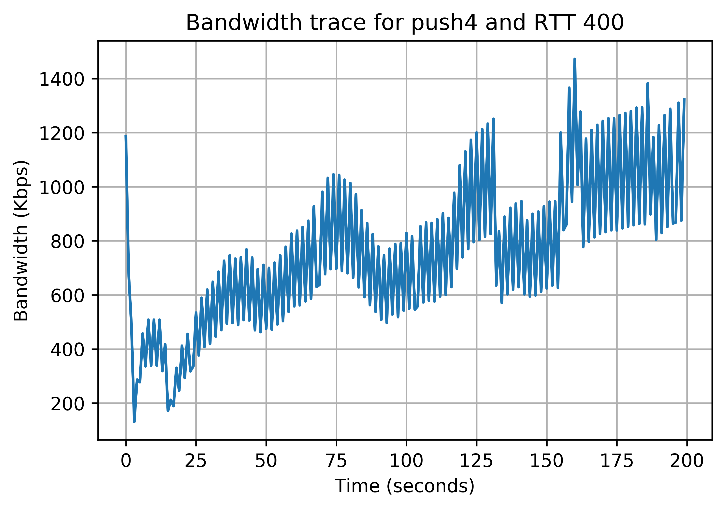 Bandwidth trace for push4 and RTT 400
Bandwidth (Kbps)
1400
1200
1000
800
600
400
200
0 25 50 75 100 125 150 175 200
Time (seconds)